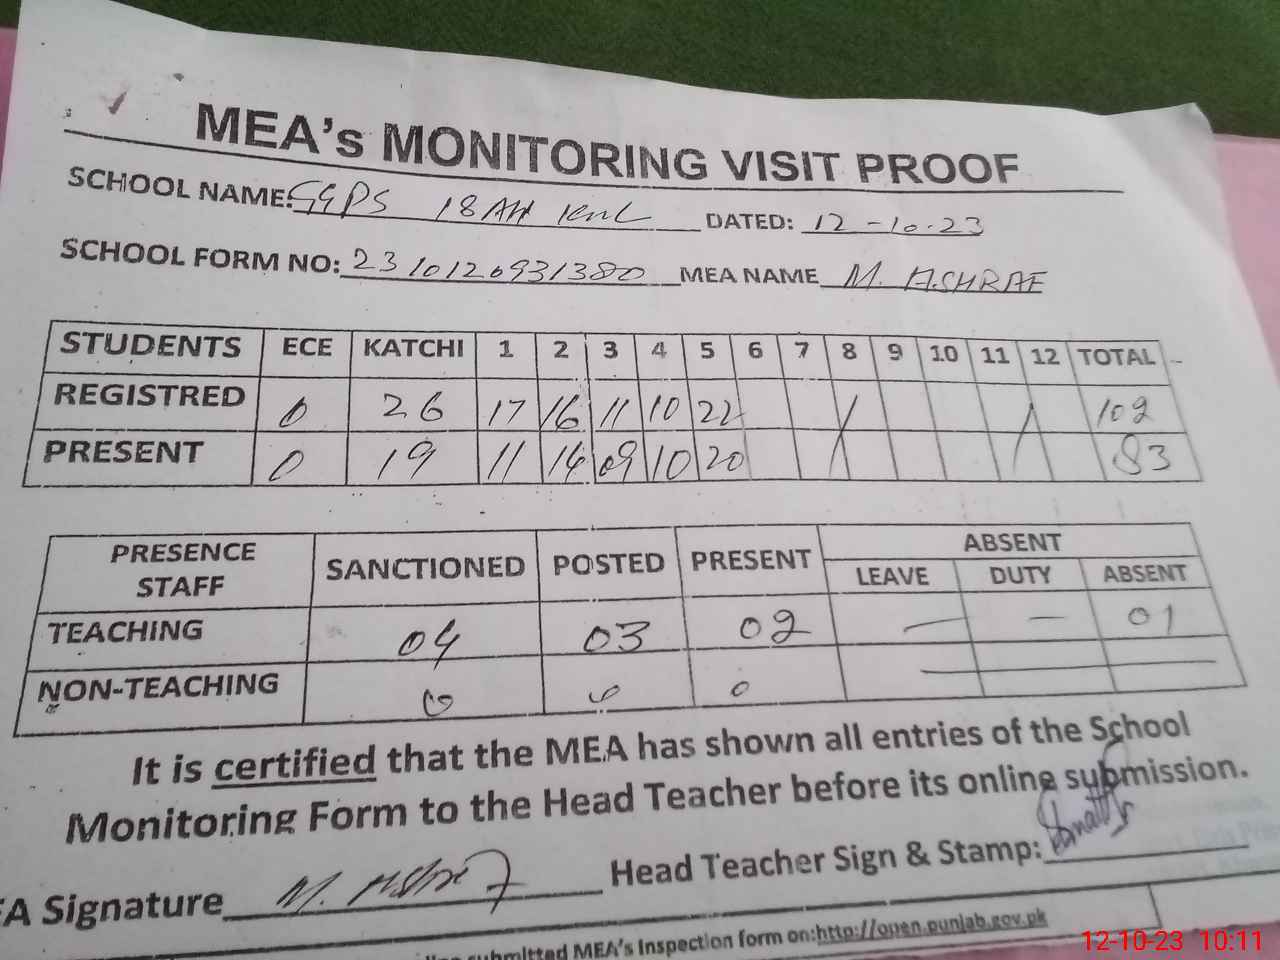 MEA's MONITORING VISIT PROOF
SCHOOL NAME: GGPS 18 AH KWL DATED: 12-10-23
SCHOOL FORM NO: 2310120931380 MEA NAME M. ASHRAF
STUDENTS ECE KATCHI 1 2 3 4 5 6 7 8 9 10 11 12 TOTAL
REGISTRED 0 26 17 16 11 10 22 102
PRESENT 0 19 11 14 09 10 20 83
PRESENCE STAFF SANCTIONED POSTED PRESENT ABSENT
LEAVE DUTY ABSENT
TEACHING 04 03 02 — — 01
NON-TEACHING 0 0 0
It is certified that the MEA has shown all entries of the School
Monitoring Form to the Head Teacher before its online submission.
Head Teacher Sign & Stamp:
A Signature M. Ashraf
submitted MEA's Inspection form on:http://open.punjab.gov.pk
12-10-23 10:11